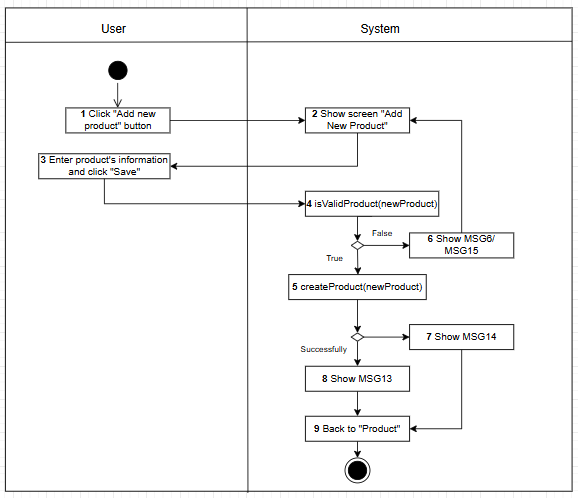 User
System
1 Click "Add new
product" button
2 Show screen "Add
New Product"
3 Enter product's information
and click "Save"
4 isValidProduct(newProduct)
False
6 Show MSG6/
MSG15
True
5 createProduct(newProduct)
7 Show MSG14
Successfully
8 Show MSG13
9 Back to "Product"